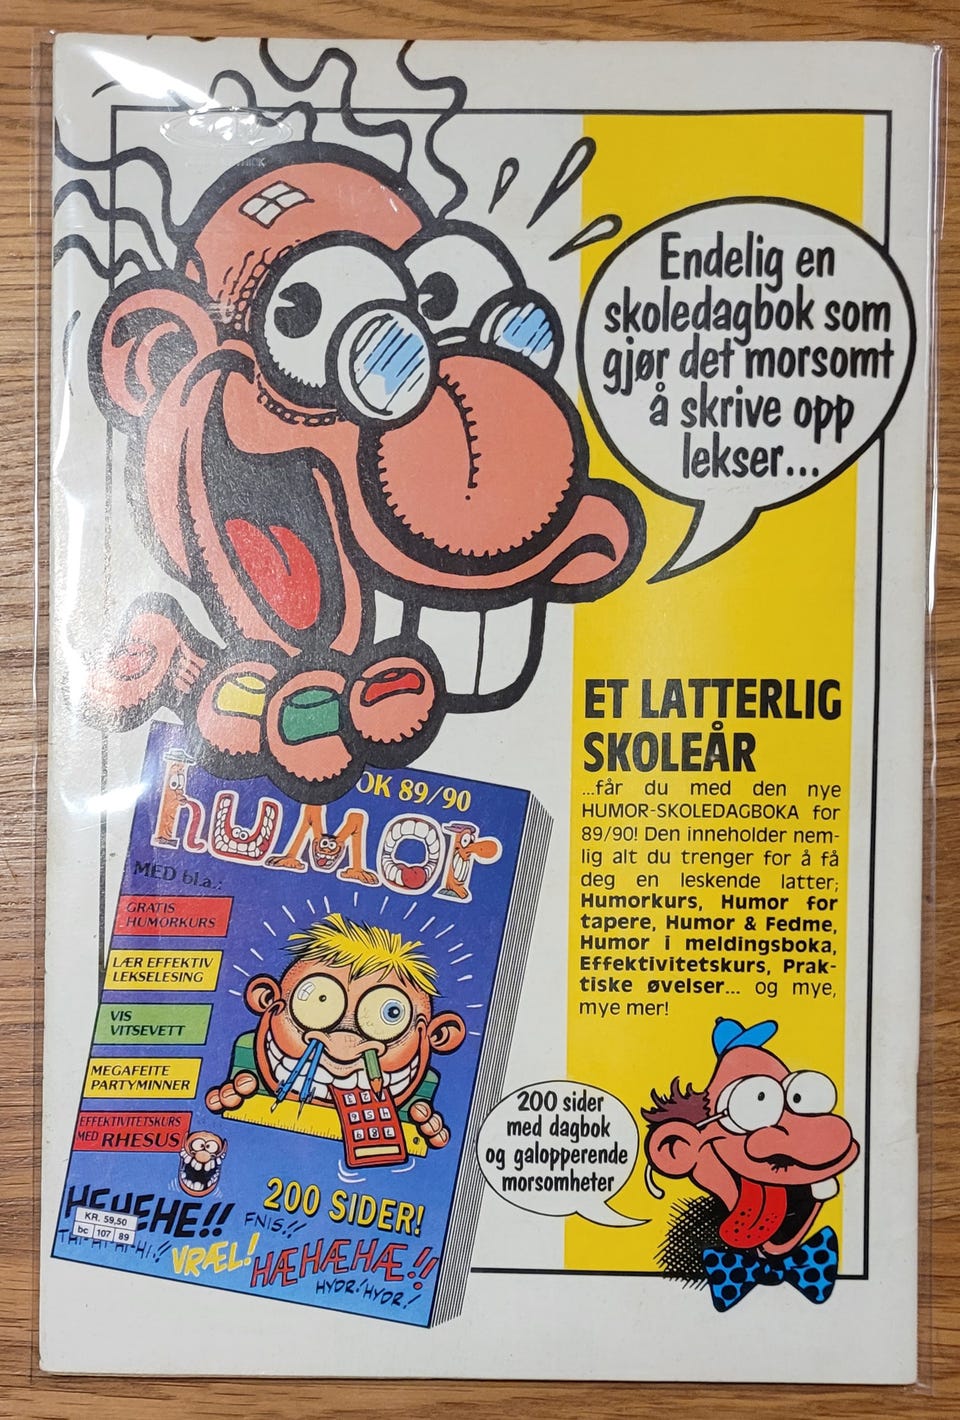 Endelig en
skoledagbok som
gjør det morsomt
å skrive opp
lekser...
ET LATTERLIG
SKOLEÅR
...får du med den nye
HUMOR-SKOLEDAGBOKA for
89/90! Den inneholder nem-
lig alt du trenger for å få
deg en leskende latter;
Humorkurs, Humor for
tapere, Humor & Fedme,
Humor i meldingsboka,
Effektivitetskurs, Prak-
tiske øvelser... og mye,
mye mer!
OK 89/90
humor
MED bl.a.:
GRATIS
HUMORKURS
LÆR EFFEKTIV
LEKSELESING
VIS
VITSEVETT
MEGAFEITE
PARTYMINNER
EFFEKTIVITETSKURS
MED RHESUS
200 SIDER!
HEHEHE!!
FNIS!!
VRÆL!
HÆHÆHÆ!!
HYDR! HYDR!
KR. 59,50
bc 107 89
200 sider
med dagbok
og galopperende
morsomheter